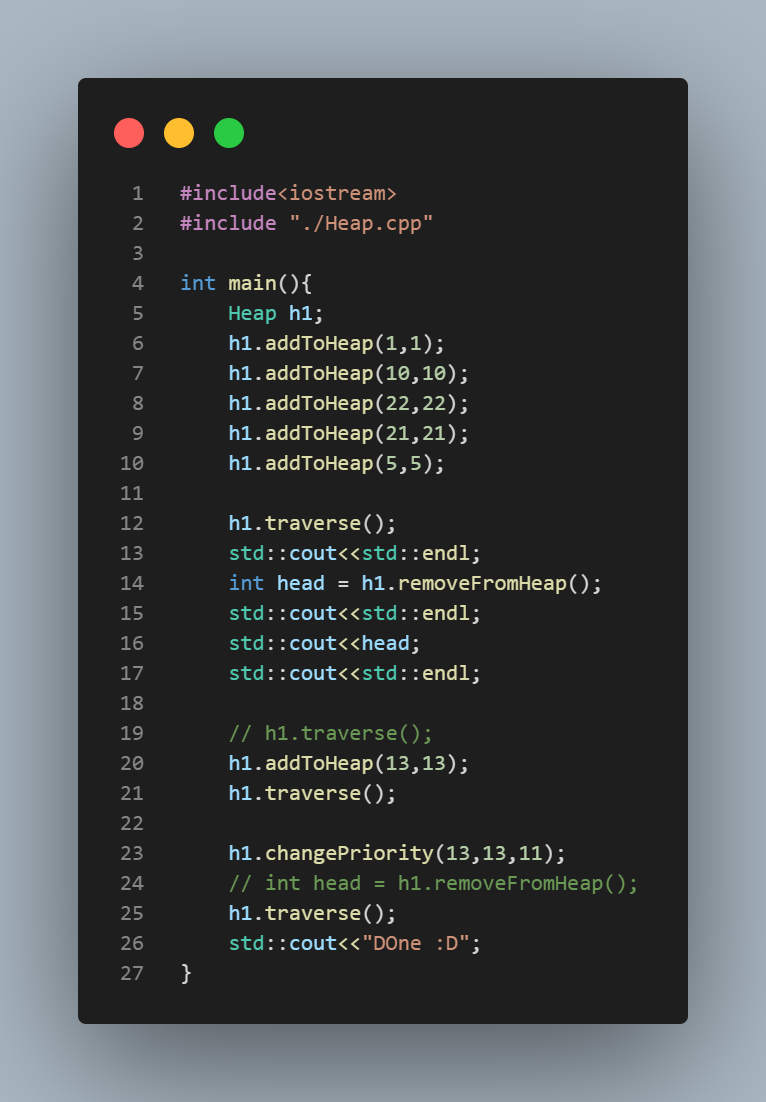 1 #include<iostream>
2 #include "./Heap.cpp"
3
4 int main(){
5     Heap h1;
6     h1.addToHeap(1,1);
7     h1.addToHeap(10,10);
8     h1.addToHeap(22,22);
9     h1.addToHeap(21,21);
10     h1.addToHeap(5,5);
11
12     h1.traverse();
13     std::cout<<std::endl;
14     int head = h1.removeFromHeap();
15     std::cout<<std::endl;
16     std::cout<<head;
17     std::cout<<std::endl;
18
19     // h1.traverse();
20     h1.addToHeap(13,13);
21     h1.traverse();
22
23     h1.changePriority(13,13,11);
24     // int head = h1.removeFromHeap();
25     h1.traverse();
26     std::cout<<"DOne :D";
27 }